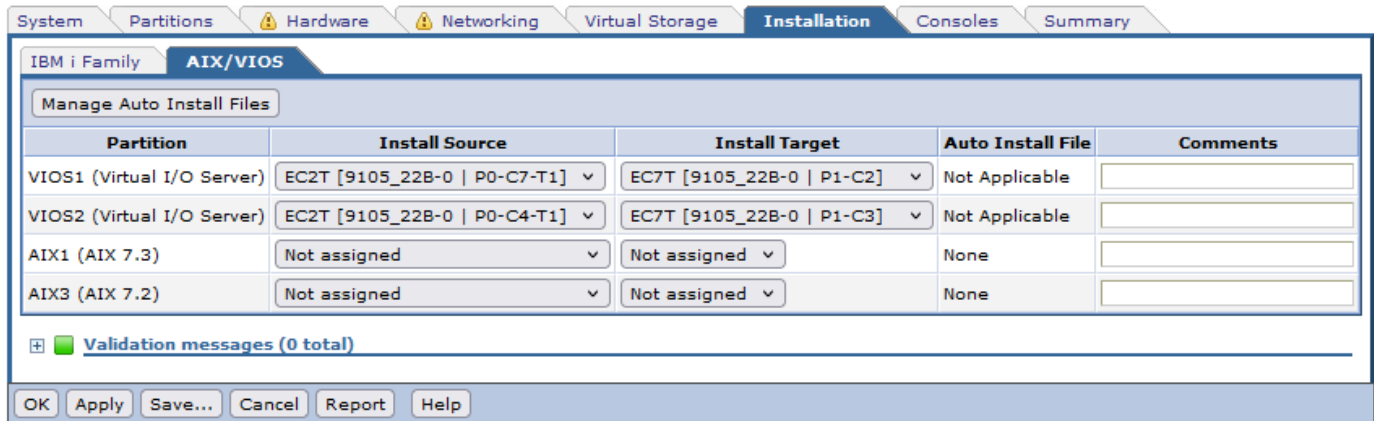 System Partitions Hardware Networking Virtual Storage Installation Consoles Summary
IBM i Family AIX/VIOS
Manage Auto Install Files
Partition Install Source Install Target Auto Install File Comments
VIOS1 (Virtual I/O Server) EC2T [9105_22B-0 | P0-C7-T1] EC7T [9105_22B-0 | P1-C2] Not Applicable
VIOS2 (Virtual I/O Server) EC2T [9105_22B-0 | P0-C4-T1] EC7T [9105_22B-0 | P1-C3] Not Applicable
AIX1 (AIX 7.3) Not assigned Not assigned None
AIX3 (AIX 7.2) Not assigned Not assigned None
Validation messages (0 total)
OK Apply Save... Cancel Report Help